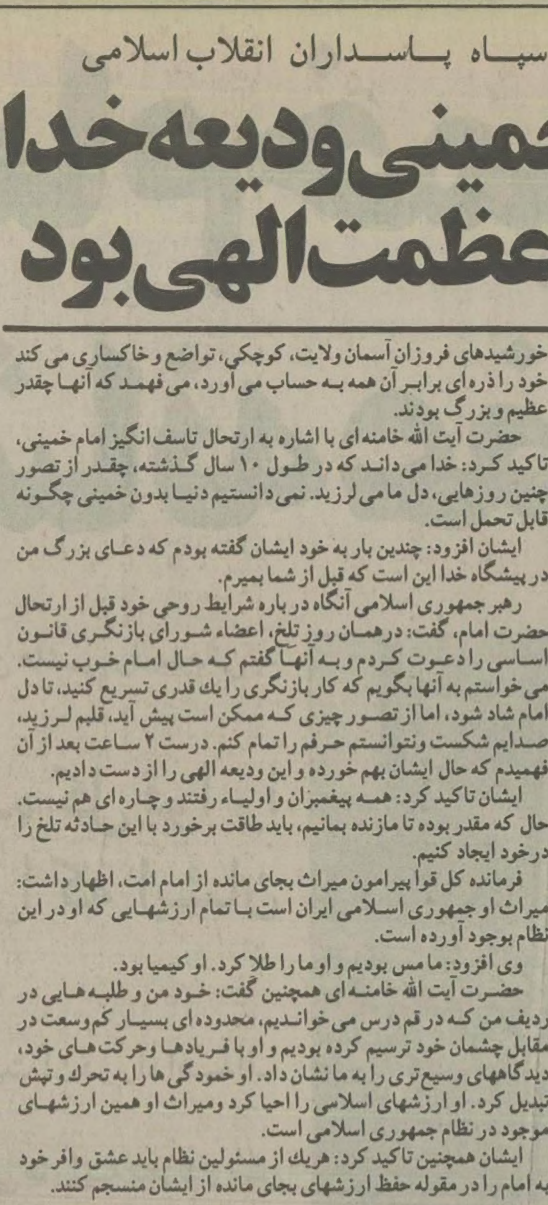 سپاه پاسداران انقلاب اسلامی
خمینی ودیعه خدا
عظمت الهی بود
خورشیدهای فروزان آسمان ولایت، کوچکی، تواضع و خاکساری می کند
خود را ذره ای برابر آن همه به حساب می آورد، می فهمد که آنها چقدر
عظیم و بزرگ بودند.
حضرت آیت الله خامنه ای با اشاره به ارتحال تاسف انگیز امام خمینی،
تاکید کرد: خدا می داند که در طول ۱۰ سال گذشته، چقدر از تصور
چنین روزهایی، دل ما می لرزید. نمی دانستیم دنیا بدون خمینی چگونه
قابل تحمل است.
ایشان افزود: چندین بار به خود ایشان گفته بودم که دعای بزرگ من
در پیشگاه خدا این است که قبل از شما بمیرم.
رهبر جمهوری اسلامی آنگاه در باره شرایط روحی خود قبل از ارتحال
حضرت امام، گفت: درهمان روز تلخ، اعضاء شورای بازنگری قانون
اساسی را دعوت کردم و به آنها گفتم که حال امام خوب نیست.
می خواستم به آنها بگویم که کار بازنگری را یك قدری تسریع کنید، تا دل
امام شاد شود، اما از تصور چیزی که ممکن است پیش آید، قلبم لرزید،
صدایم شکست ونتوانستم حرفم را تمام کنم. درست ۲ ساعت بعد از آن
فهمیدم که حال ایشان بهم خورده و این ودیعه الهی را از دست دادیم.
ایشان تاکید کرد: همه پیغمبران و اولیاء رفتند و چاره ای هم نیست.
حال که مقدر بوده تا مازنده بمانیم، باید طاقت برخورد با این حادثه تلخ را
درخود ایجاد کنیم.
فرمانده کل قوا پیرامون میراث بجای مانده از امام امت، اظهار داشت:
میراث او جمهوری اسلامی ایران است با تمام ارزشهایی که او در این
نظام بوجود آورده است.
وی افزود: ما مس بودیم و او ما را طلا کرد. او کیمیا بود.
حضرت آیت الله خامنه ای همچنین گفت: خود من و طلبه هایی در
ردیف من که در قم درس می خواندیم، محدوده ای بسیار کم وسعت در
مقابل چشمان خود ترسیم کرده بودیم و او با فریادها وحرکت های خود،
دیدگاههای وسیع تری را به ما نشان داد. او خمودگی ها را به تحرك و تپش
تبدیل کرد. او ارزشهای اسلامی را احیا کرد ومیراث او همین ارزشهای
موجود در نظام جمهوری اسلامی است.
ایشان همچنین تاکید کرد: هریك از مسئولین نظام باید عشق وافر خود
به امام را در مقوله حفظ ارزشهای بجای مانده از ایشان منسجم کنند.